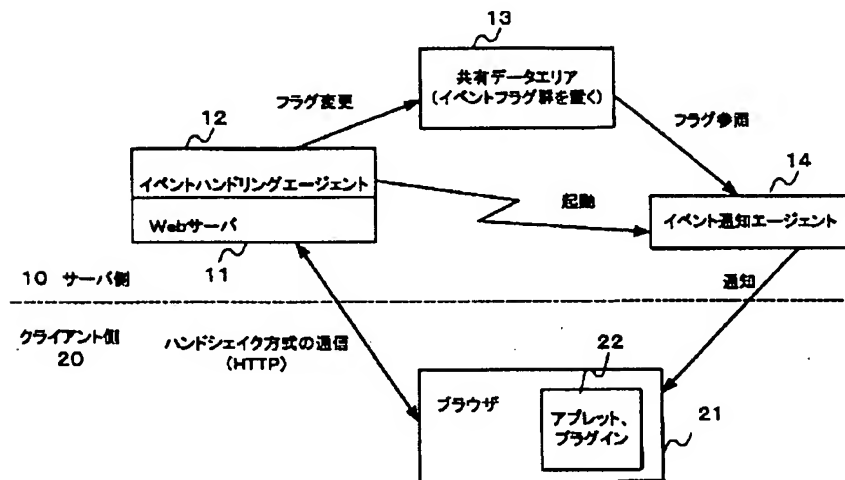 13
共有データエリア
(イベントフラグ群を置く)
フラグ変更
フラグ参照
12
14
イベントハンドリングエージェント
起動
イベント通知エージェント
Webサーバ
11
10 サーバ側
通知
クライアント側
20
ハンドシェイク方式の通信
(HTTP)
22
ブラウザ
21
アプレット、
プラグイン